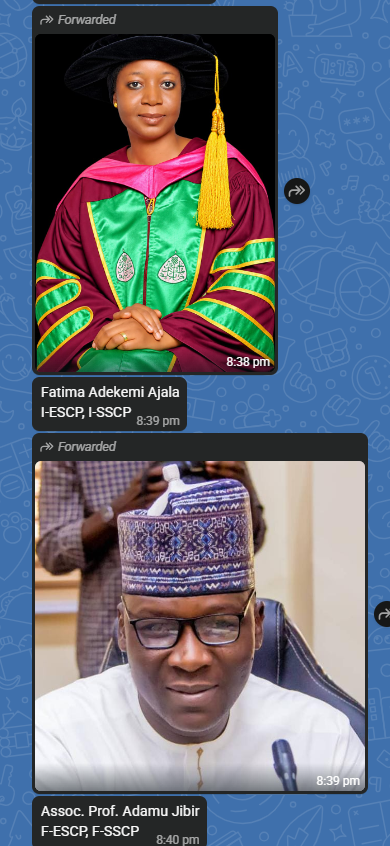 Forwarded
8:38 pm
Fatima Adekemi Ajala
I-ESCP, I-SSCP
8:39 pm
Forwarded
8:39 pm
Assoc. Prof. Adamu Jibir
F-ESCP, F-SSCP
8:40 pm